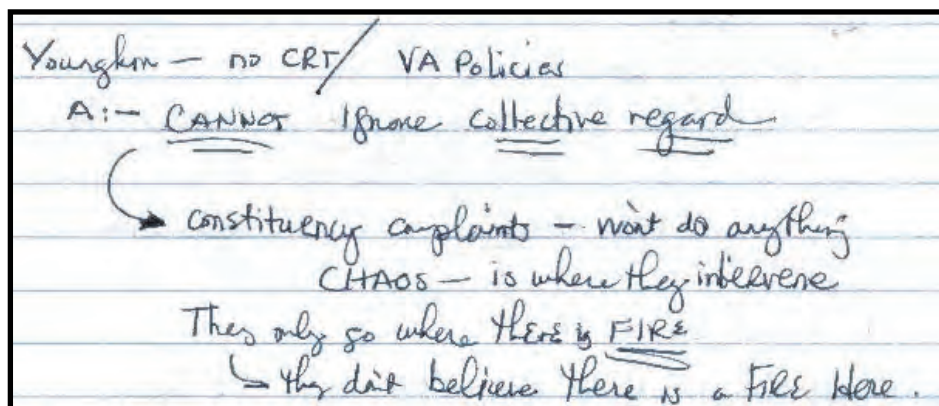 Youngkin — no CRT/ VA Policies
A:— CANNOT Ignore collective regard
constituency complaints — won't do anything
CHAOS — is where they intervene
They only go where there is FIRE
they don't believe there is a FIRE Here.